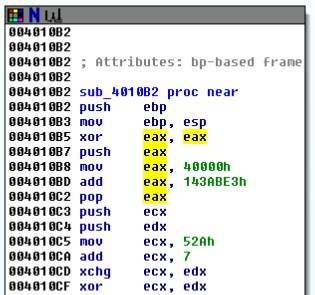 004010B2
004010B2
004010B2 ; Attributes: bp-based frame
004010B2
004010B2 sub_4010B2 proc near
004010B2 push ebp
004010B3 mov ebp, esp
004010B5 xor eax, eax
004010B7 push eax
004010B8 mov eax, 40000h
004010BD add eax, 143ABE3h
004010C2 pop eax
004010C3 push ecx
004010C4 push edx
004010C5 mov ecx, 52Ah
004010CA add ecx, 7
004010CD xchg ecx, edx
004010CF xor ecx, edx